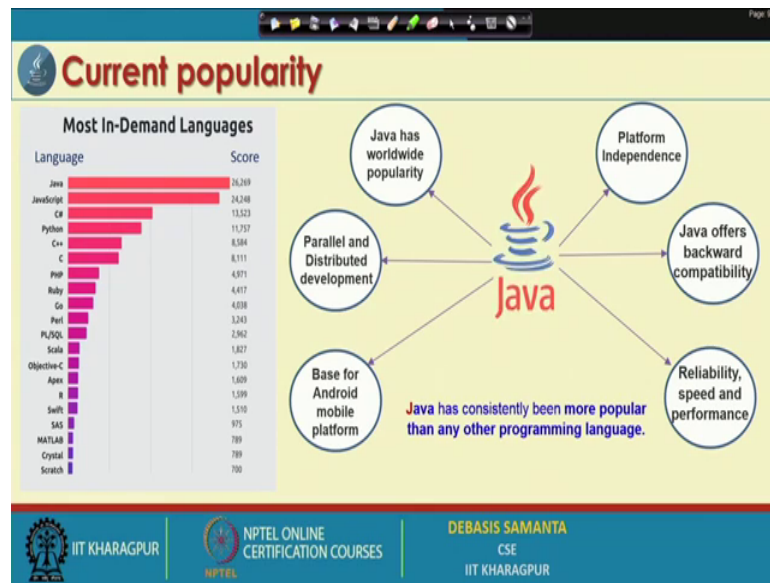 Page:
Current popularity
Most In-Demand Languages
Language Score
Java 26,269
JavaScript 24,248
C# 13,523
Python 11,757
C++ 8,584
C 8,111
PHP 4,971
Ruby 4,417
Go 4,038
Perl 3,243
PL/SQL 2,962
Scala 1,827
Objective-C 1,730
Apex 1,609
R 1,599
Swift 1,510
SAS 975
MATLAB 789
Crystal 789
Scratch 700
Java has
worldwide
popularity
Platform
Independence
Parallel and
Distributed
development
Java offers
backward
compatibility
Java
Base for
Android
mobile
platform
Reliability,
speed and
performance
Java has consistently been more popular
than any other programming language.
IIT KHARAGPUR
NPTEL
NPTEL ONLINE
CERTIFICATION COURSES
DEBASIS SAMANTA
CSE
IIT KHARAGPUR